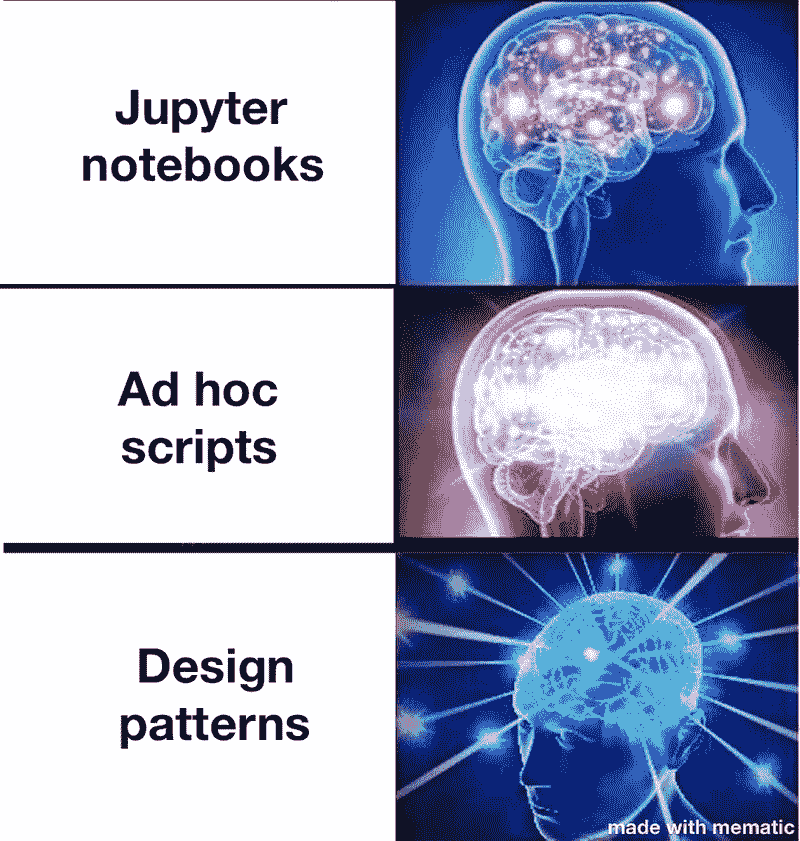 Jupyter
notebooks
Ad hoc
scripts
Design
patterns
made with mematic